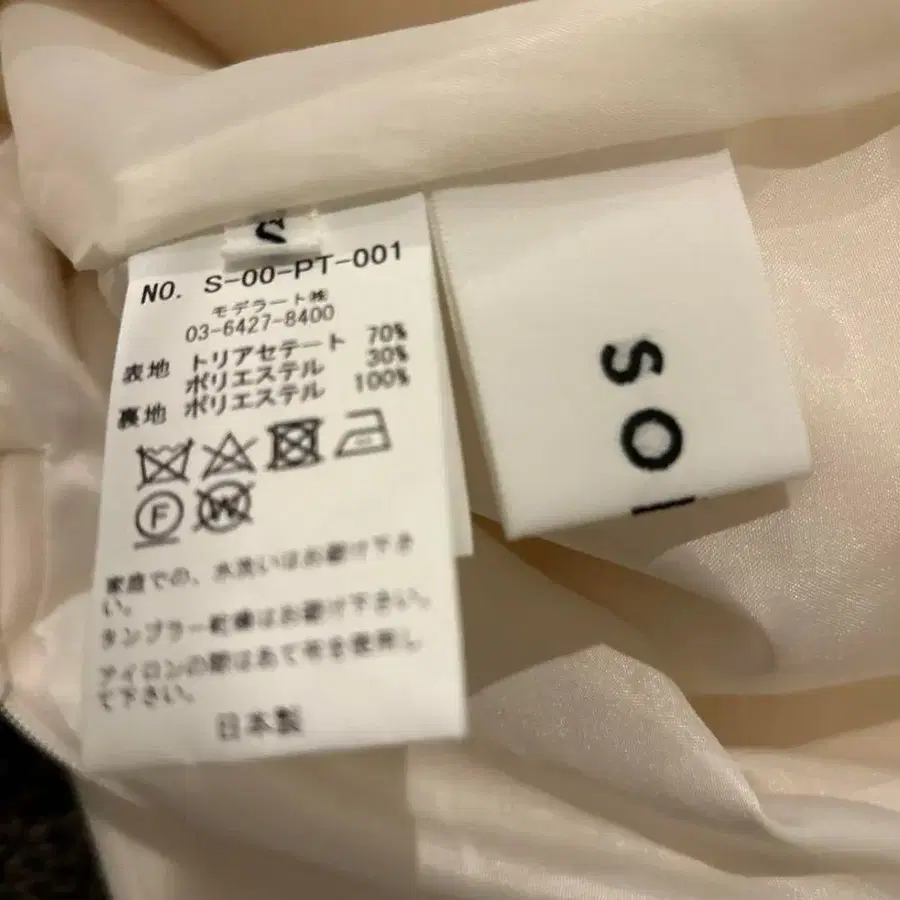 S
NO. S-00-PT-001
モデラート㈱
03-6427-8400
表地 トリアセテート 70%
ポリエステル 30%
裏地 ポリエステル 100%
F
W
家庭での、水洗いはお避け下さ
い。
タンブラー乾燥はお避け下さい。
アイロンの際はあて布を使用し
て下さい。
日本製
SO